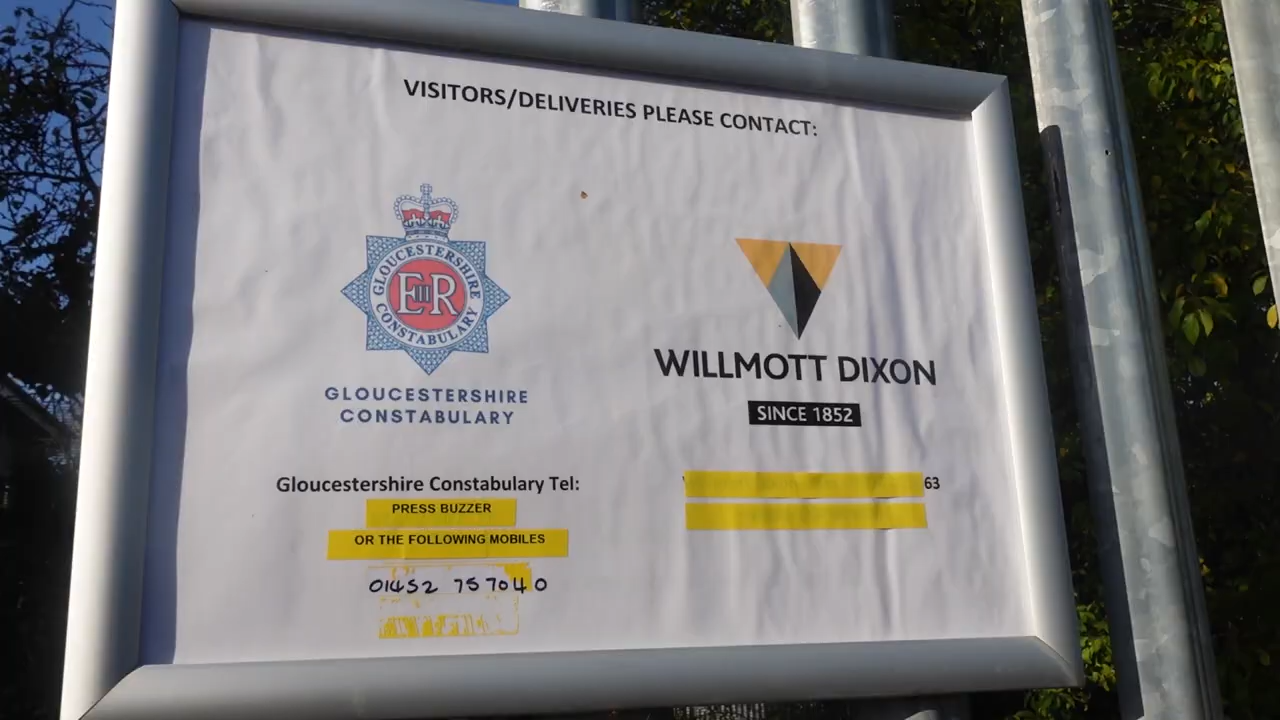 VISITORS/DELIVERIES PLEASE CONTACT:
GLOUCESTERSHIRE
CONSTABULARY
EIIR
GLOUCESTERSHIRE
CONSTABULARY
Gloucestershire Constabulary Tel:
PRESS BUZZER
OR THE FOLLOWING MOBILES
01452 757040
WILLMOTT DIXON
SINCE 1852
63